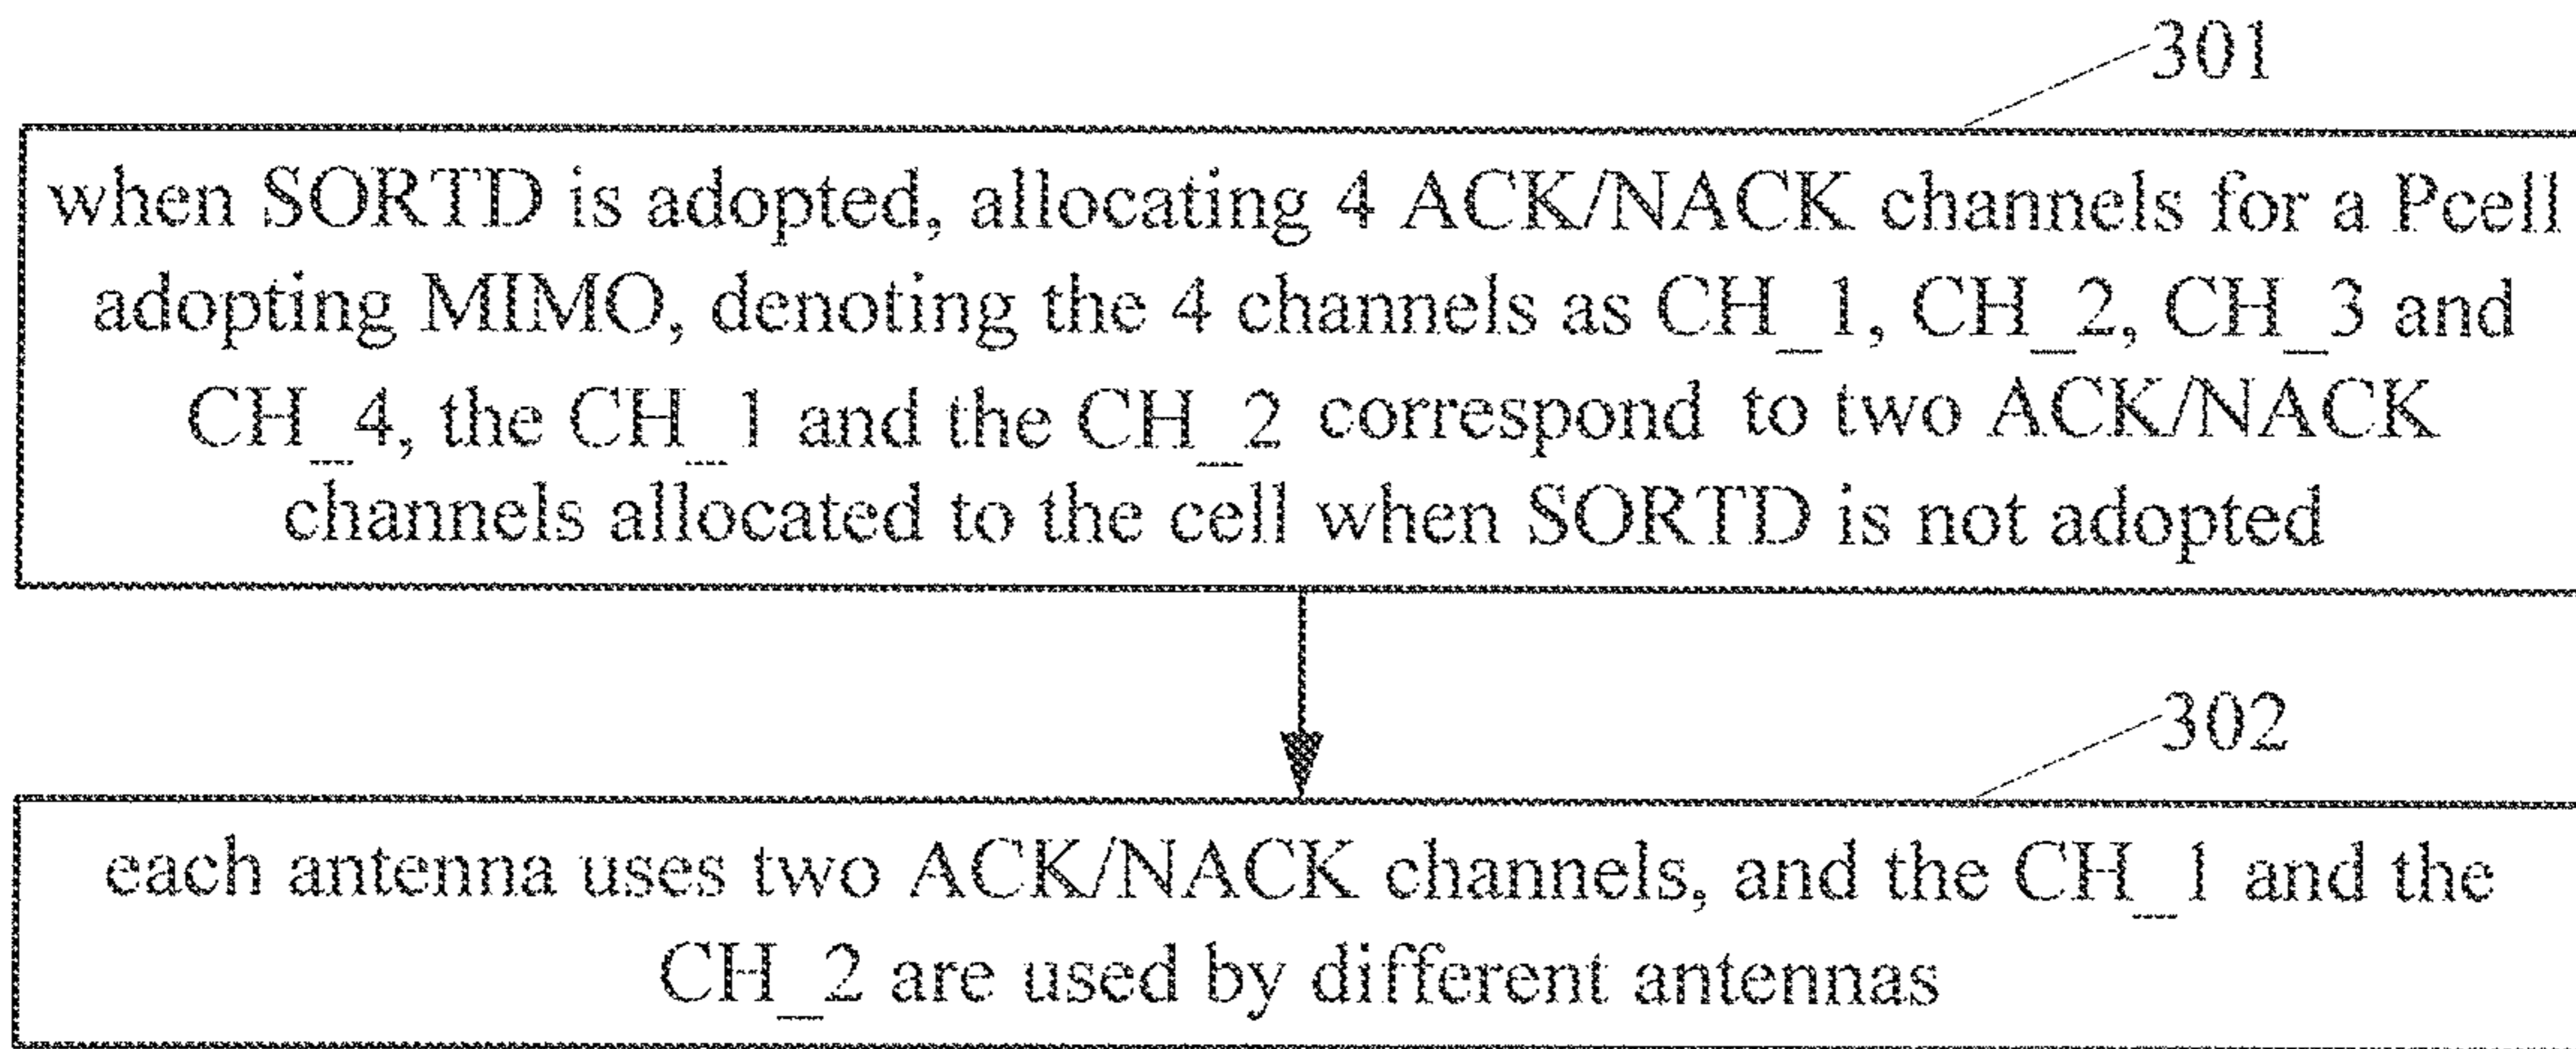 301
when SORTD is adopted, allocating 4 ACK/NACK channels for a Pcell
adopting MIMO, denoting the 4 channels as CH_1, CH_2, CH_3 and
CH_4, the CH_1 and the CH_2 correspond to two ACK/NACK
channels allocated to the cell when SORTD is not adopted
302
each antenna uses two ACK/NACK channels, and the CH_1 and the
CH_2 are used by different antennas